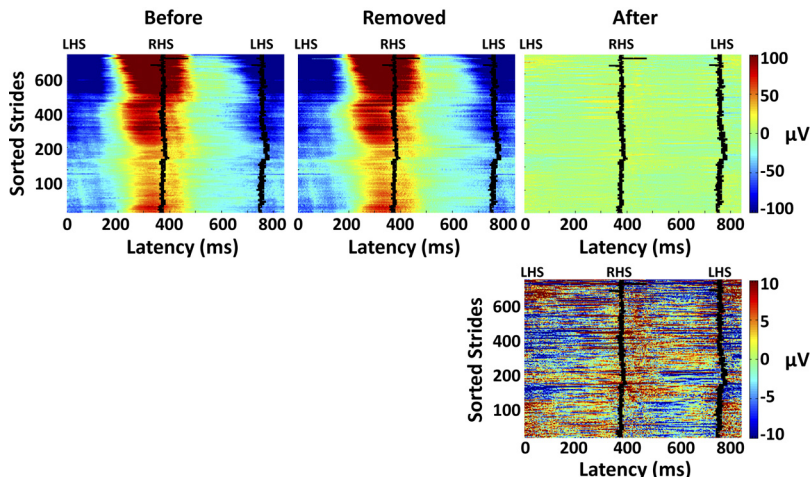 Before Removed After
LHS RHS LHS RHS LHS LHS RHS LHS
Sorted Strides
600
400
200
100
0 200 400 600 800
Latency (ms)
0 200 400 600 800
Latency (ms)
0 200 400 600 800
Latency (ms)
100
50
0
-50
-100
μV
LHS RHS LHS
Sorted Strides
600
400
200
100
0 200 400 600 800
Latency (ms)
10
5
0
-5
-10
μV